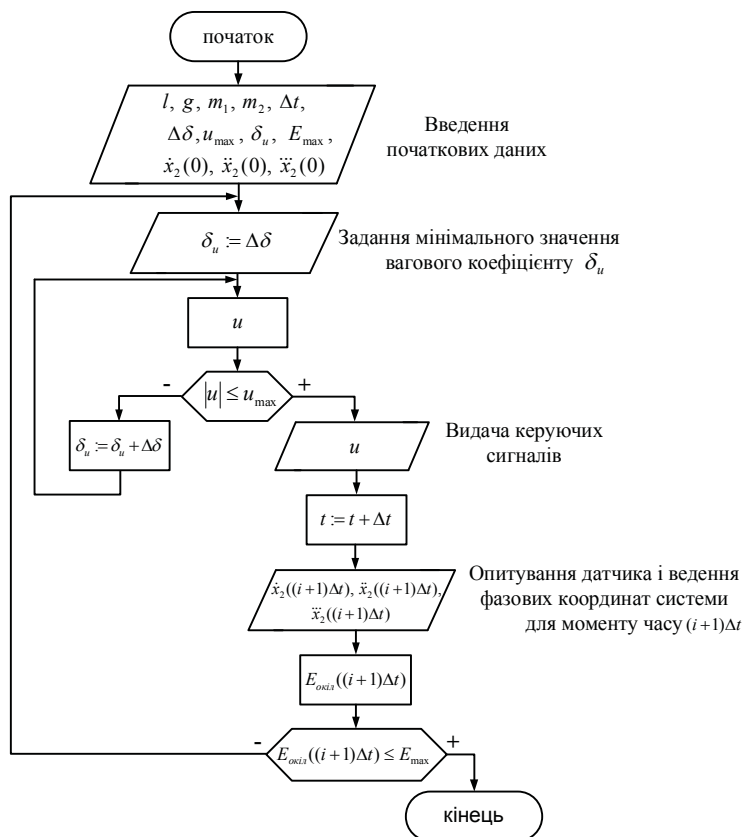 початок
l, g, m₁, m₂, Δt,
Δδ, u_max, δ_u, E_max,
ẋ₂(0), ẍ₂(0), x⃛₂(0)
Введення
початкових даних
δ_u := Δδ
Задання мінімального значення
вагового коефіцієнту δ_u
u
-
|u| ≤ u_max
+
δ_u := δ_u + Δδ
u
Видача керуючих
сигналів
t := t + Δt
ẋ₂((i+1)Δt), ẍ₂((i+1)Δt),
x⃛₂((i+1)Δt)
Опитування датчика і ведення
фазових координат системи
для моменту часу (i+1)Δt
E_окіл((i+1)Δt)
-
E_окіл((i+1)Δt) ≤ E_max
+
кінець